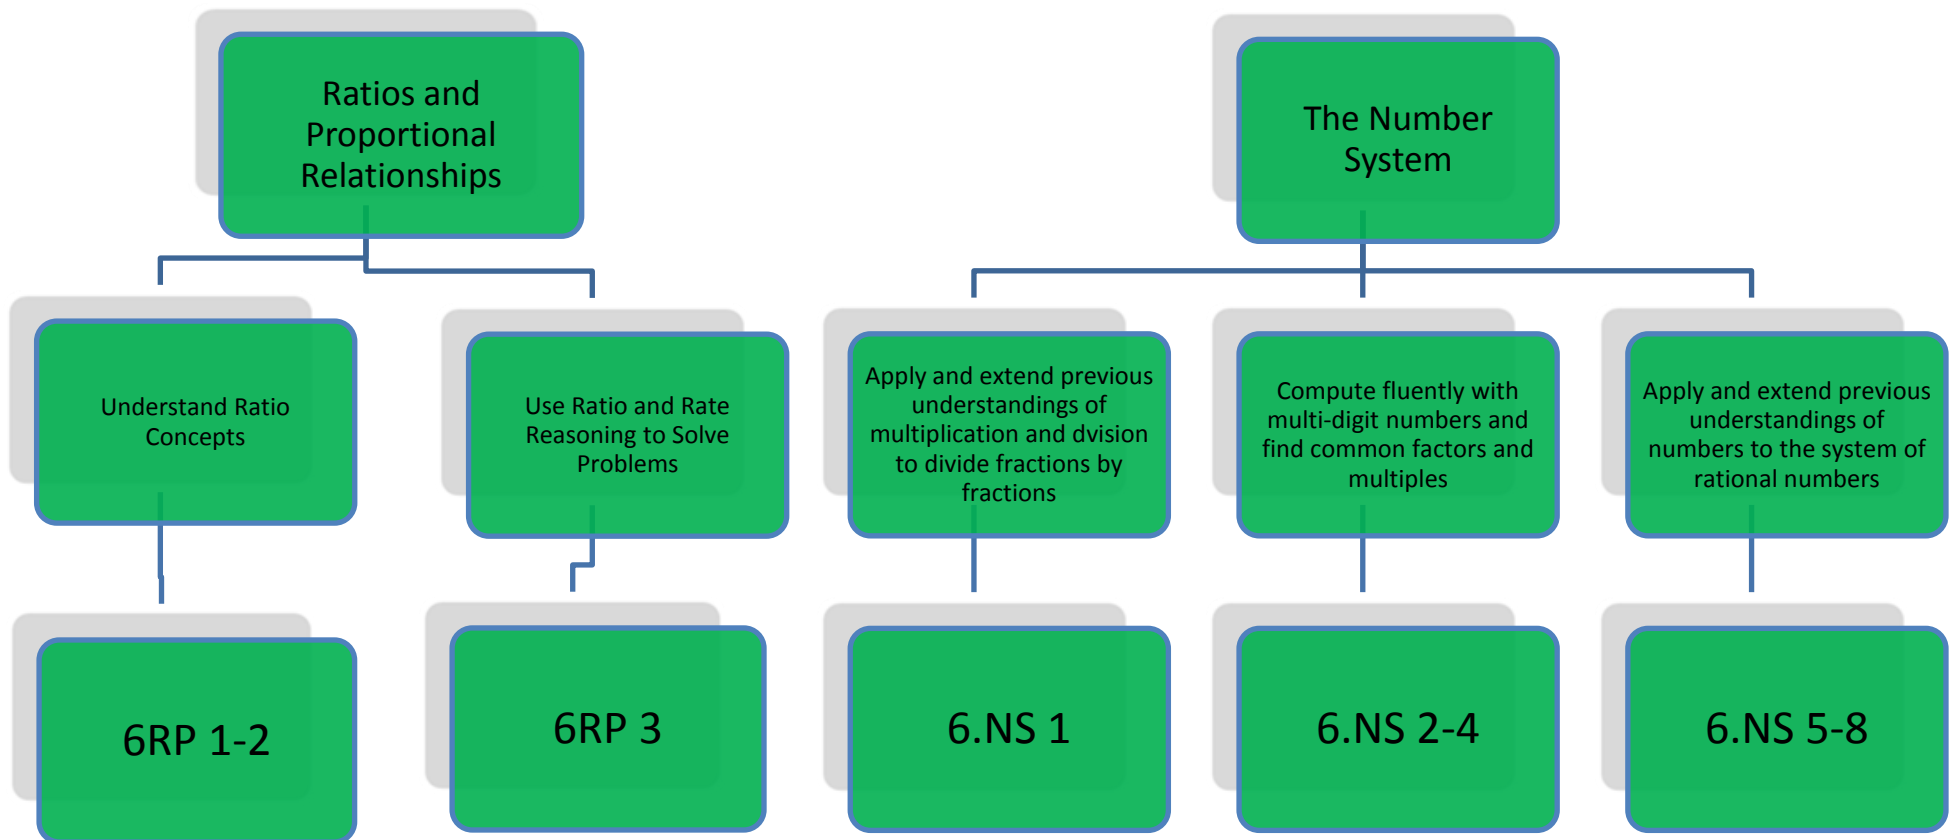 Ratios and
Proportional
Relationships
The Number
System
Understand Ratio
Concepts
Use Ratio and Rate
Reasoning to Solve
Problems
Apply and extend previous
understandings of
multiplication and dvision
to divide fractions by
fractions
Compute fluently with
multi-digit numbers and
find common factors and
multiples
Apply and extend previous
understandings of
numbers to the system of
rational numbers
6RP 1-2
6RP 3
6.NS 1
6.NS 2-4
6.NS 5-8